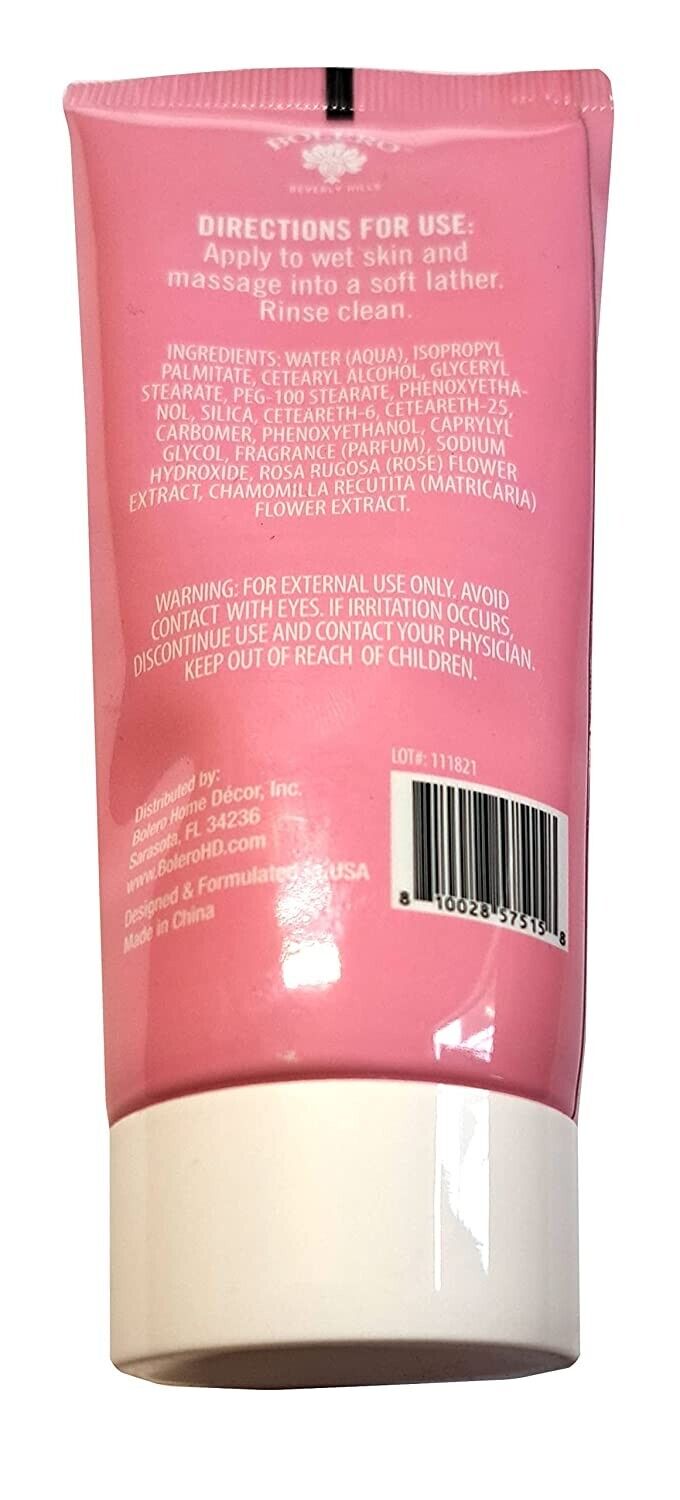 BOLERO
BEVERLY HILLS
DIRECTIONS FOR USE:
Apply to wet skin and
massage into a soft lather.
Rinse clean.
INGREDIENTS: WATER (AQUA), ISOPROPYL
PALMITATE, CETEARYL ALCOHOL, GLYCERYL
STEARATE, PEG-100 STEARATE, PHENOXYETHA-
NOL, SILICA, CETEARETH-6, CETEARETH-25,
CARBOMER, PHENOXYETHANOL, CAPRYLYL
GLYCOL, FRAGRANCE (PARFUM), SODIUM
HYDROXIDE, ROSA RUGOSA (ROSE) FLOWER
EXTRACT, CHAMOMILLA RECUTITA (MATRICARIA)
FLOWER EXTRACT.
WARNING: FOR EXTERNAL USE ONLY. AVOID
CONTACT WITH EYES. IF IRRITATION OCCURS,
DISCONTINUE USE AND CONTACT YOUR PHYSICIAN.
KEEP OUT OF REACH OF CHILDREN.
LOT#: 111821
Distributed by:
Bolero Home Décor, Inc.
Sarasota, FL 34236
www.BoleroHD.com
Designed & Formulated USA
Made in China
8 10028 57515 8